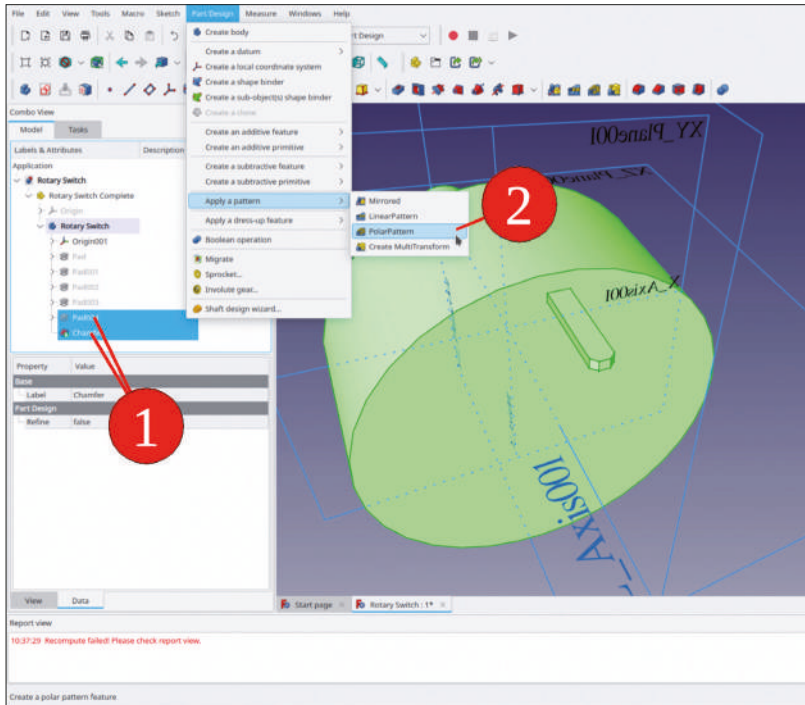 File Edit View Tools Macro Sketch Part Design Measure Windows Help
Create body
Create a datum
Create a local coordinate system
Create a shape binder
Create a sub-object(s) shape binder
Create a clone
Create an additive feature
Create an additive primitive
Create a subtractive feature
Create a subtractive primitive
Apply a pattern
Apply a dress-up feature
Boolean operation
Migrate
Sprocket...
Involute gear...
Shaft design wizard...
Mirrored
LinearPattern
PolarPattern
Create MultiTransform
2
rt Design
Combo View
Model Tasks
Labels & Attributes Description
Application
Rotary Switch
Rotary Switch Complete
Origin
Rotary Switch
Origin001
Pad
Pad001
Pad002
Pad003
1
Property Value
Base
Label Chamfer
Part Design
Refine false
View Data
XY_Plane001
X_Axis001
_Axis001
Start page
Rotary Switch : 1*
Report view
10:37:29 Recompute failed! Please check report view.
Create a polar pattern feature